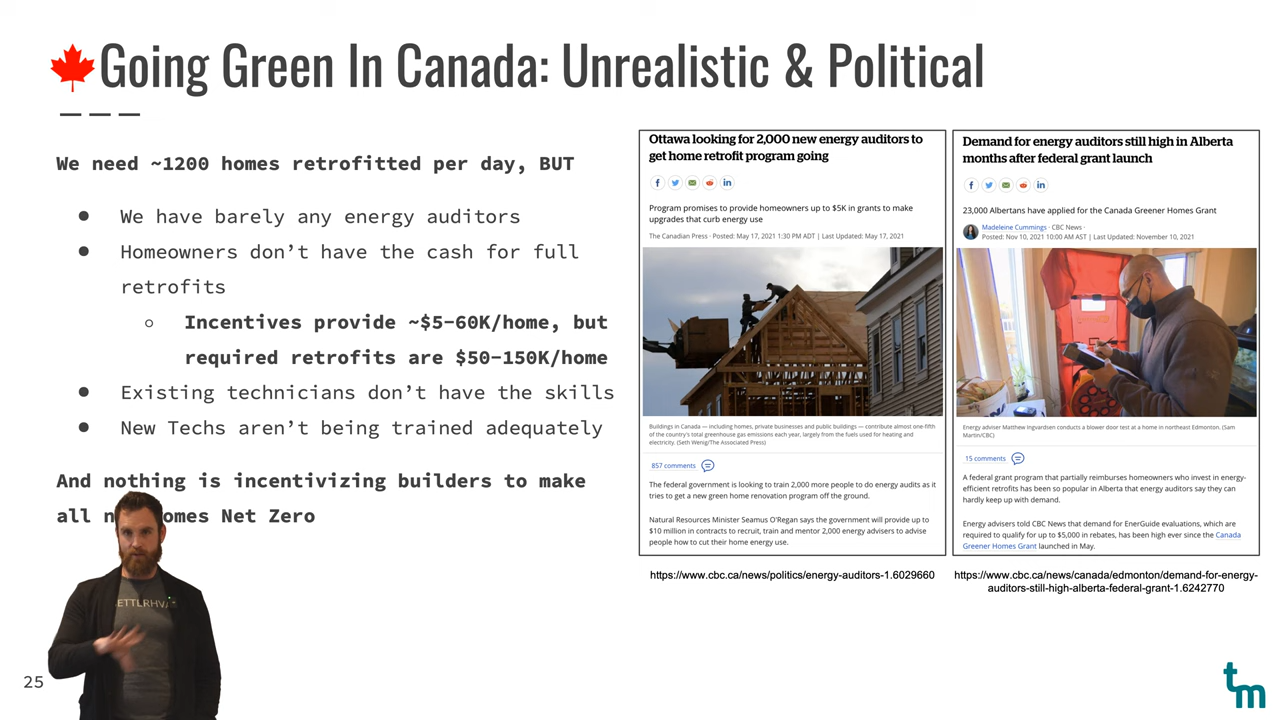 Going Green In Canada: Unrealistic & Political
We need ~1200 homes retrofitted per day, BUT
● We have barely any energy auditors
● Homeowners don’t have the cash for full
retrofits
○ Incentives provide ~$5-60K/home, but
required retrofits are $50-150K/home
● Existing technicians don’t have the skills
● New Techs aren’t being trained adequately
And nothing is incentivizing builders to make
all omes Net Zero
Ottawa looking for 2,000 new energy auditors to
get home retrofit program going
Program promises to provide homeowners up to $5K in grants to make
upgrades that curb energy use
The Canadian Press · Posted: May 17, 2021 1:30 PM ADT | Last Updated: May 17, 2021
Buildings in Canada — including homes, private businesses and public buildings — contribute almost one-fifth
of the country's total greenhouse gas emissions each year, largely from the fuels used for heating and
electricity. (Seth Wenig/The Associated Press)
857 comments
The federal government is looking to train 2,000 more people to do energy audits as it
tries to get a new green home renovation program off the ground.
Natural Resources Minister Seamus O'Regan says the government will provide up to
$10 million in contracts to recruit, train and mentor 2,000 energy advisers to advise
people how to cut their home energy use.
https://www.cbc.ca/news/politics/energy-auditors-1.6029660
Demand for energy auditors still high in Alberta
months after federal grant launch
23,000 Albertans have applied for the Canada Greener Homes Grant
Madeleine Cummings · CBC News ·
Posted: Nov 10, 2021 10:00 AM AST | Last Updated: November 10, 2021
Energy adviser Matthew Ingvardsen conducts a blower door test at a home in northeast Edmonton. (Sam
Martin/CBC)
15 comments
A federal grant program that partially reimburses homeowners who invest in energy-
efficient retrofits has been so popular in Alberta that energy auditors say they can
hardly keep up with demand.
Energy advisers told CBC News that demand for EnerGuide evaluations, which are
required to qualify for up to $5,000 in rebates, has been high ever since the Canada
Greener Homes Grant launched in May.
https://www.cbc.ca/news/canada/edmonton/demand-for-energy-
auditors-still-high-alberta-federal-grant-1.6242770
ETTLRHVA
25
tm